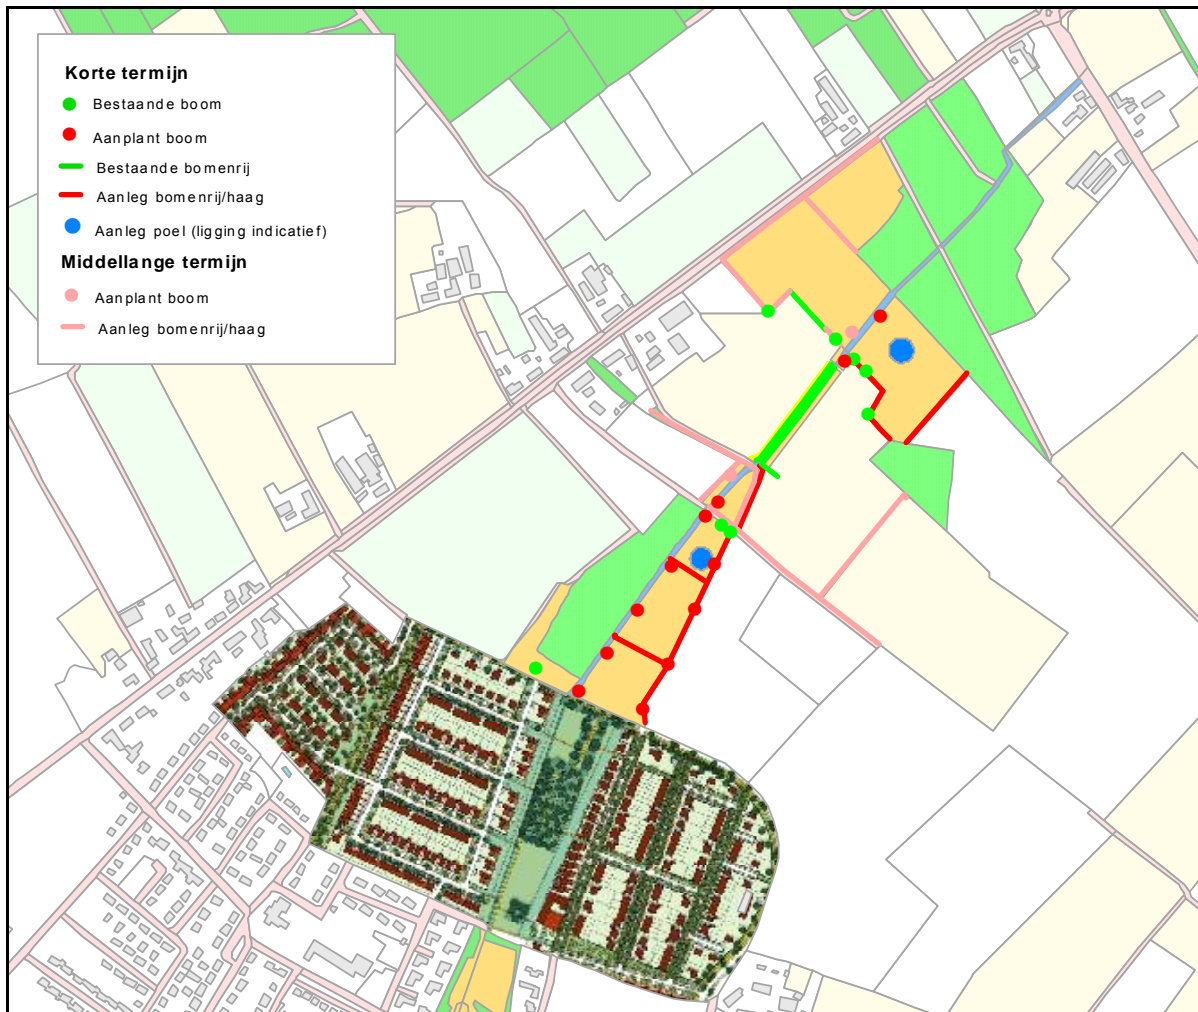 Korte termijn
Bestaande boom
Aanplant boom
Bestaande bomenrij
Aanleg bomenrij/haag
Aanleg poel (ligging indicatief)
Middellange termijn
Aanplant boom
Aanleg bomenrij/haag